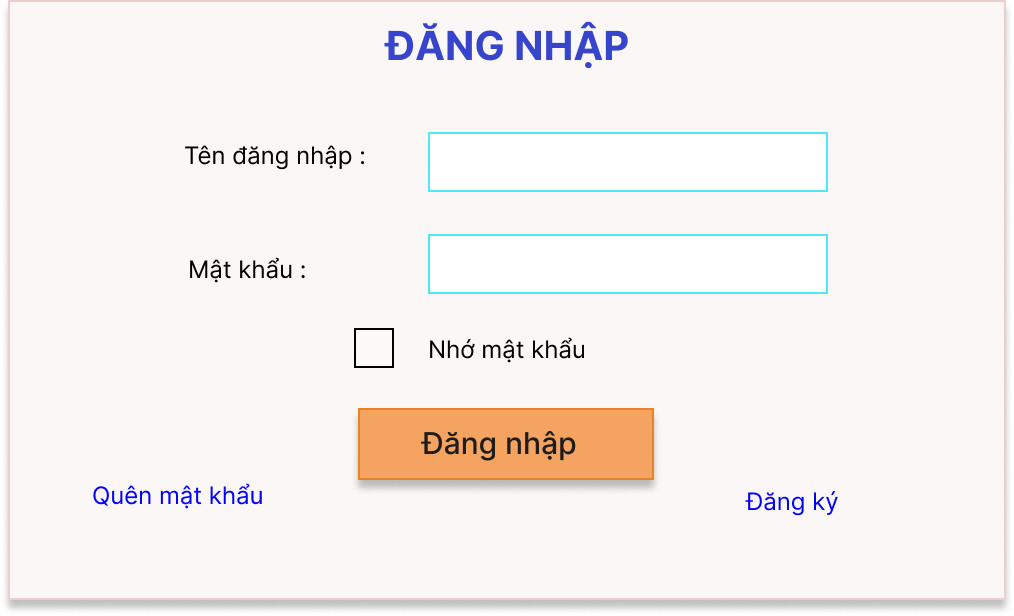 ĐĂNG NHẬP
Tên đăng nhập :
Mật khẩu :
Nhớ mật khẩu
Đăng nhập
Quên mật khẩu
Đăng ký